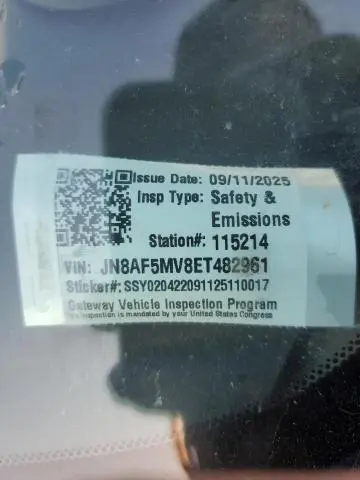 Issue Date: 09/11/2025
Insp Type: Safety &
Emissions
Station#: 115214
VIN: JN8AF5MV8ET482961
Sticker#: SSY020422091125110017
Gateway Vehicle Inspection Program
This inspection is mandated by your United States Congress